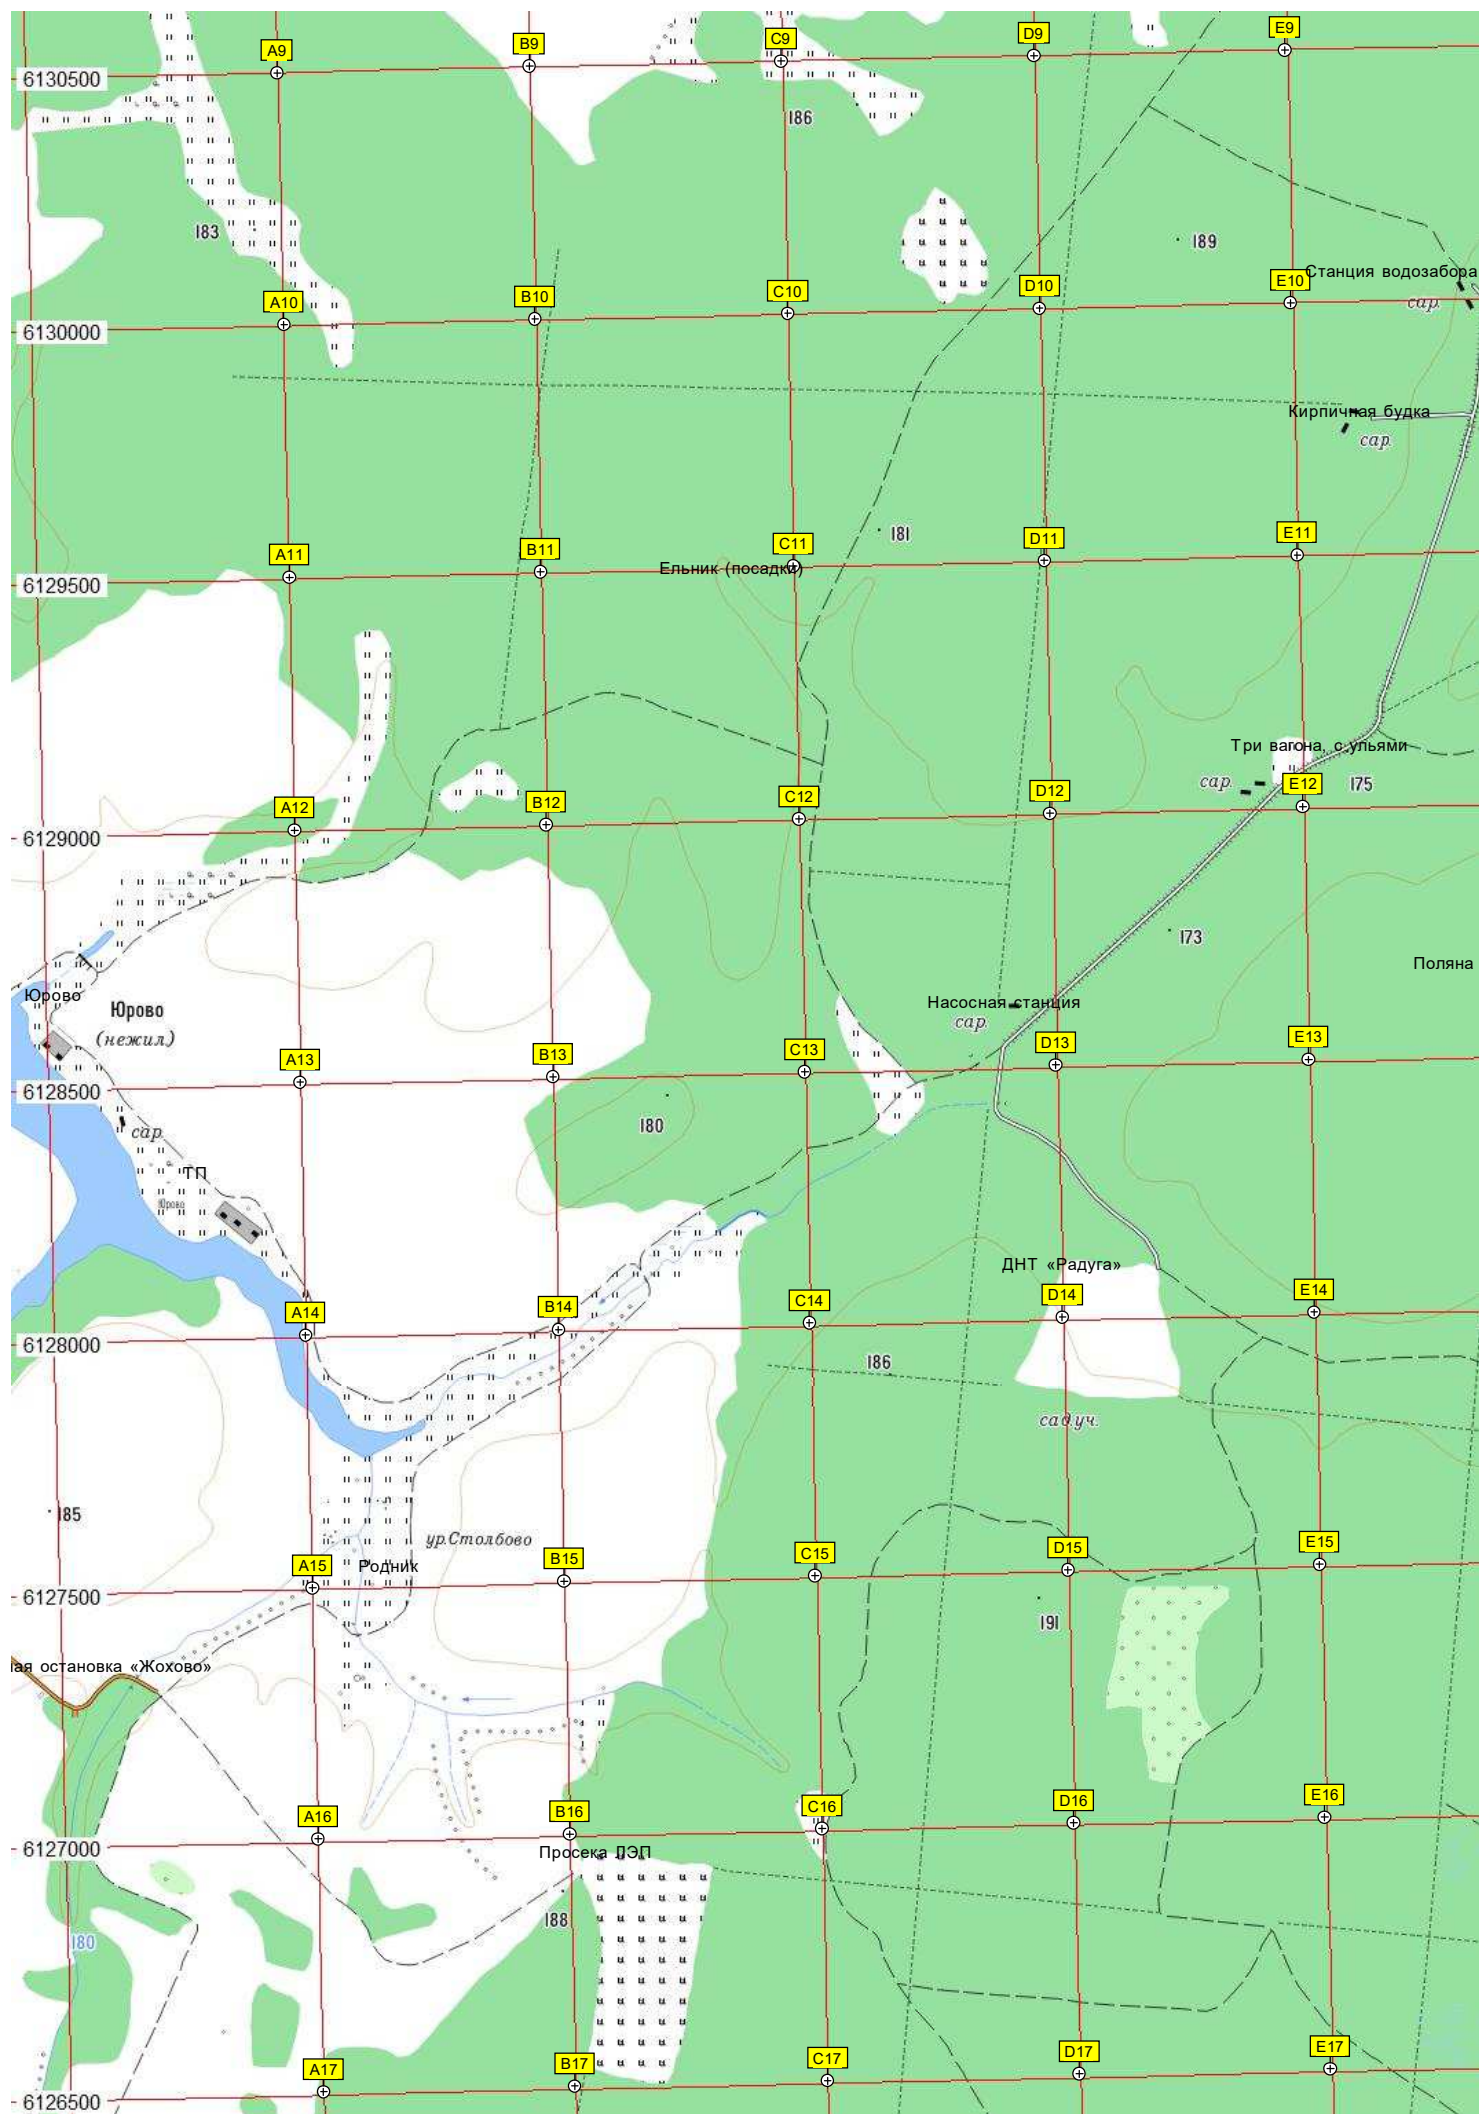 A9
B9
C9
D9
E9
6130500
186
183
189
Станция водозабора
A10
B10
C10
D10
E10
сар.
6130000
Кирпичная будка
сар.
181
A11
B11
C11
D11
E11
Ельник (посадки)
6129500
Три вагона, с ульями
сар.
175
A12
B12
C12
D12
E12
6129000
173
Поляна
Юрово
Юрово
(нежил.)
Насосная станция
сар.
A13
B13
C13
D13
E13
6128500
180
сар.
ТП
Юрово
ДНТ «Радуга»
A14
B14
C14
D14
E14
6128000
186
сад.уч.
185
ур.Столбово
A15
B15
C15
D15
E15
Родник
6127500
191
ая остановка «Жохово»
A16
B16
C16
D16
E16
6127000
Просека ЛЭП
188
180
A17
B17
C17
D17
E17
6126500